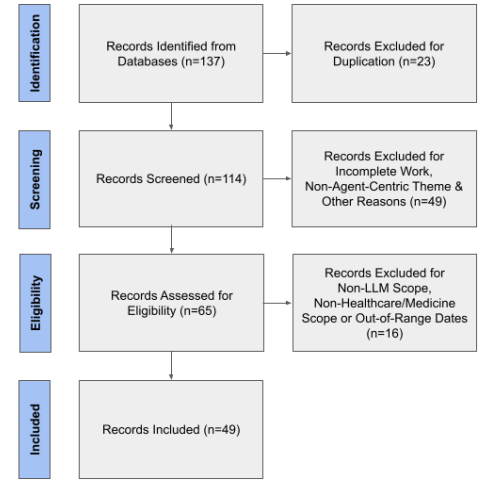 Identification
Records Identified from
Databases (n=137)
Records Excluded for
Duplication (n=23)
Screening
Records Screened (n=114)
Records Excluded for
Incomplete Work,
Non-Agent-Centric Theme &
Other Reasons (n=49)
Eligibility
Records Assessed for
Eligibility (n=65)
Records Excluded for
Non-LLM Scope,
Non-Healthcare/Medicine
Scope or Out-of-Range Dates
(n=16)
Included
Records Included (n=49)